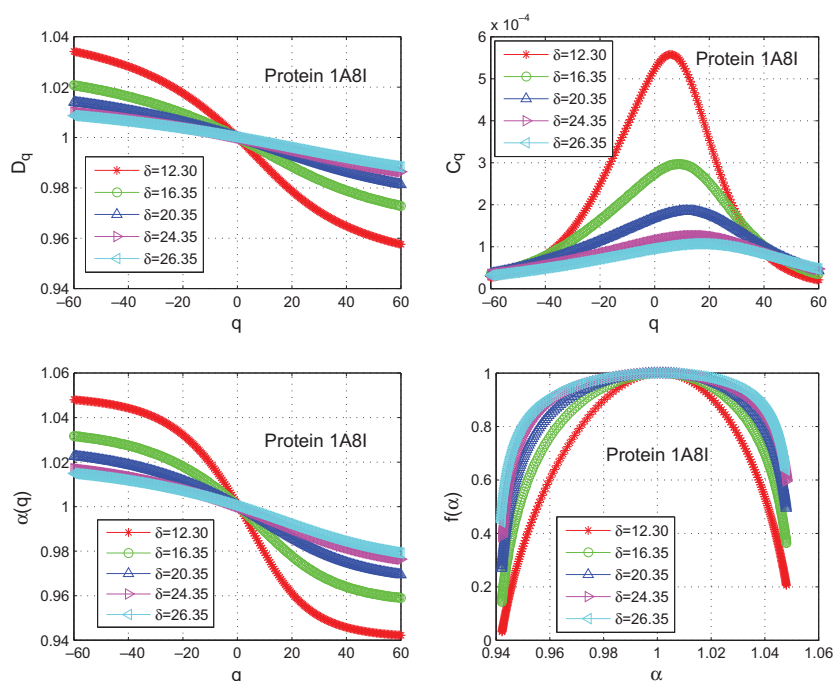 1.04
1.02
1
0.98
0.96
0.94
–60 –40 –20 0 20 40 60
D_q
q
Protein 1A8I
δ=12.30
δ=16.35
δ=20.35
δ=24.35
δ=26.35
x 10^–4
6
5
4
3
2
1
0
–60 –40 –20 0 20 40 60
C_q
q
Protein 1A8I
δ=12.30
δ=16.35
δ=20.35
δ=24.35
δ=26.35
1.06
1.04
1.02
1
0.98
0.96
0.94
–60 –40 –20 0 20 40 60
α(q)
q
Protein 1A8I
δ=12.30
δ=16.35
δ=20.35
δ=24.35
δ=26.35
1
0.8
0.6
0.4
0.2
0
0.94 0.96 0.98 1 1.02 1.04 1.06
f(α)
α
Protein 1A8I
δ=12.30
δ=16.35
δ=20.35
δ=24.35
δ=26.35